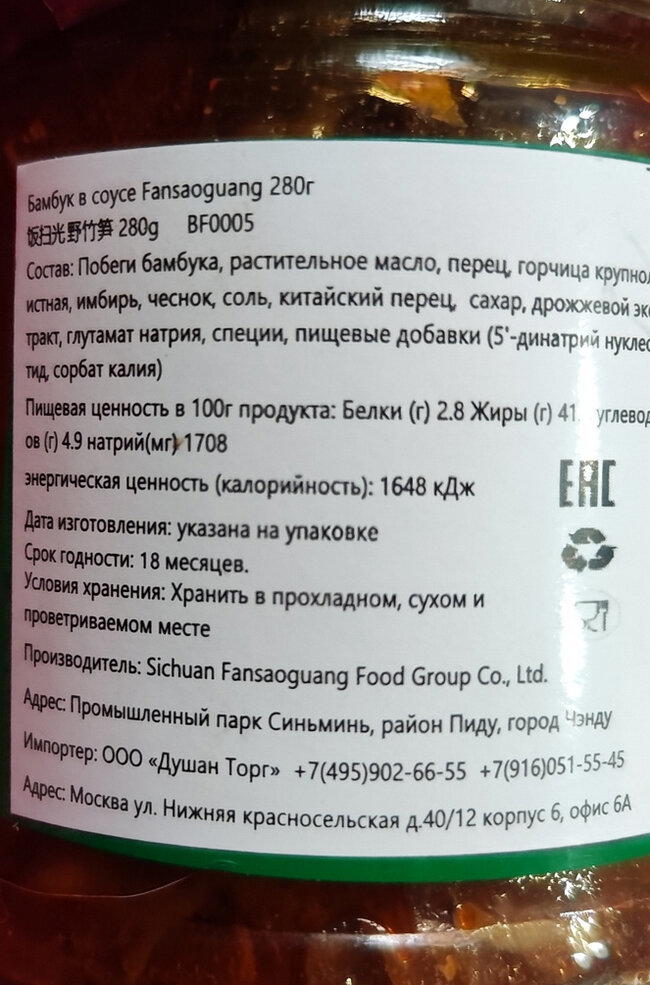 Бамбук в соусе Fansaoguang 280г
饭扫光野竹笋 280g BF0005
Состав: Побеги бамбука, растительное масло, перец, горчица крупнол
истная, имбирь, чеснок, соль, китайский перец, сахар, дрожжевой экс
тракт, глутамат натрия, специи, пищевые добавки (5'-динатрий нуклео
тид, сорбат калия)
Пищевая ценность в 100г продукта: Белки (г) 2.8 Жиры (г) 41. углевод
ов (г) 4.9 натрий(мг) 1708
энергическая ценность (калорийность): 1648 кДж
EAC
Дата изготовления: указана на упаковке
Срок годности: 18 месяцев.
Условия хранения: Хранить в прохладном, сухом и
проветриваемом месте
Производитель: Sichuan Fansaoguang Food Group Co., Ltd.
Адрес: Промышленный парк Синьминь, район Пиду, город Чэнду
Импортер: ООО «Душан Торг» +7(495)902-66-55 +7(916)051-55-45
Адрес: Москва ул. Нижняя красносельская д.40/12 корпус 6, офис 6А